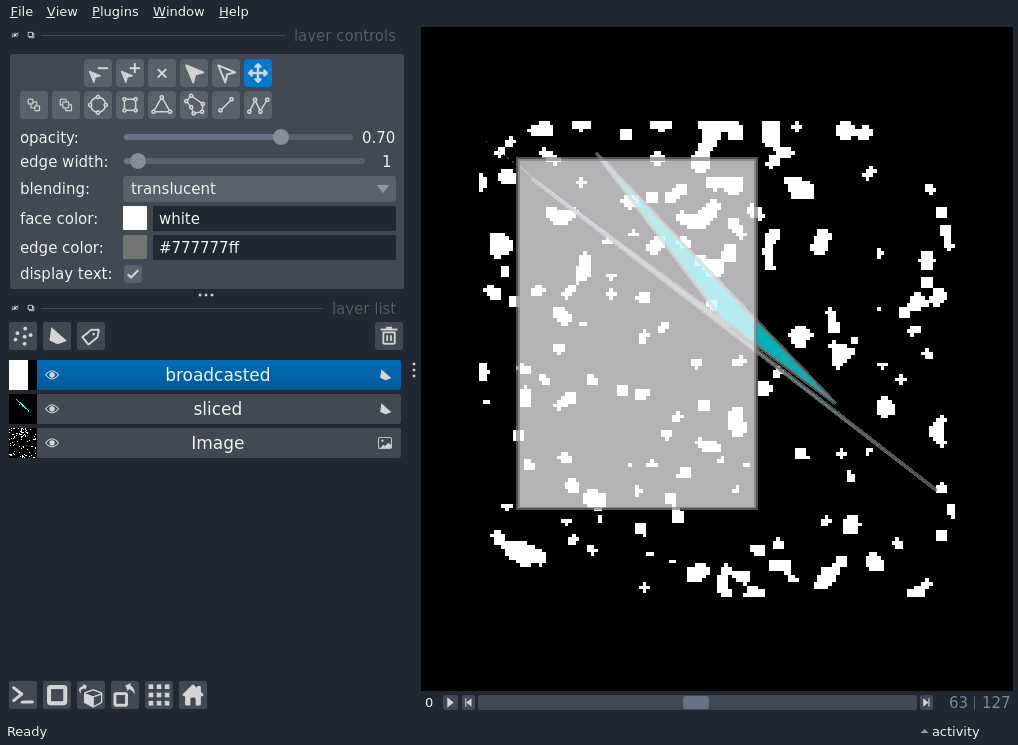 File View Plugins Window Help
layer controls
opacity: 0.70
edge width: 1
blending: translucent
face color: white
edge color: #777777ff
display text:
layer list
broadcasted
sliced
Image
0 63 | 127
Ready activity